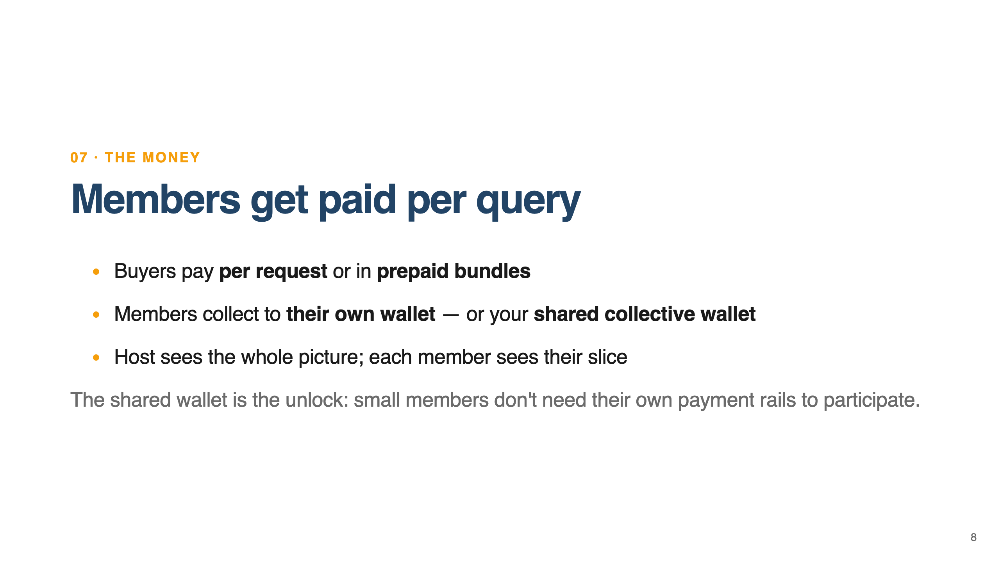 07 · THE MONEY
Members get paid per query
• Buyers pay per request or in prepaid bundles
• Members collect to their own wallet — or your shared collective wallet
• Host sees the whole picture; each member sees their slice
The shared wallet is the unlock: small members don't need their own payment rails to participate.
8